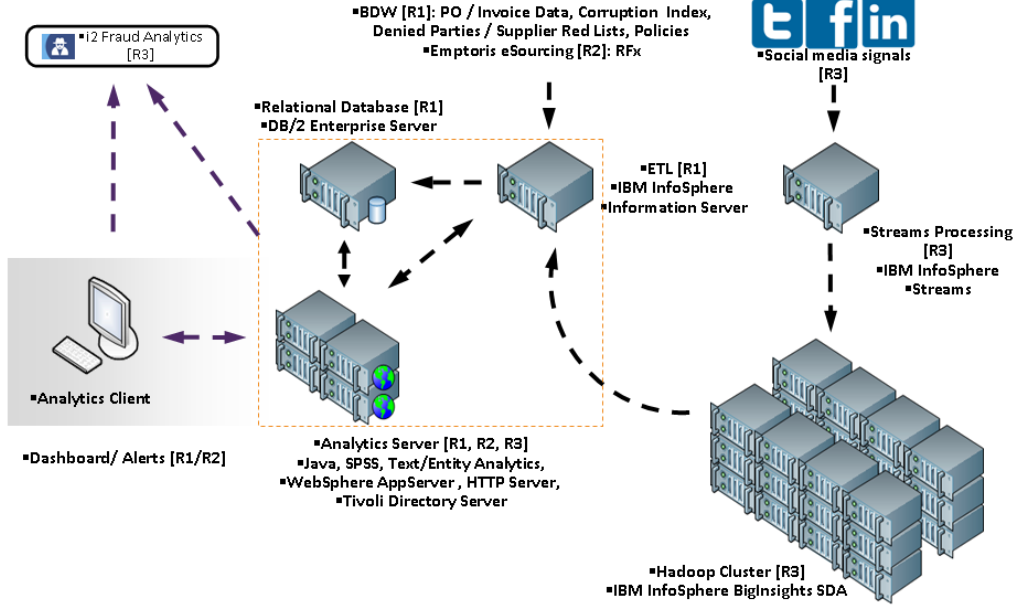 ▪BDW [R1]: PO / Invoice Data, Corruption Index,
Denied Parties / Supplier Red Lists, Policies
▪Emptoris eSourcing [R2]: RFx
t f in
▪Social media signals
[R3]
▪i2 Fraud Analytics
[R3]
▪Relational Database [R1]
▪DB/2 Enterprise Server
▪ETL [R1]
▪IBM InfoSphere
▪Information Server
▪Streams Processing
[R3]
▪IBM InfoSphere
▪Streams
▪Analytics Client
▪Dashboard/ Alerts [R1/R2]
▪Analytics Server [R1, R2, R3]
▪Java, SPSS, Text/Entity Analytics,
▪WebSphere AppServer , HTTP Server,
▪Tivoli Directory Server
▪Hadoop Cluster [R3]
▪IBM InfoSphere BigInsights SDA